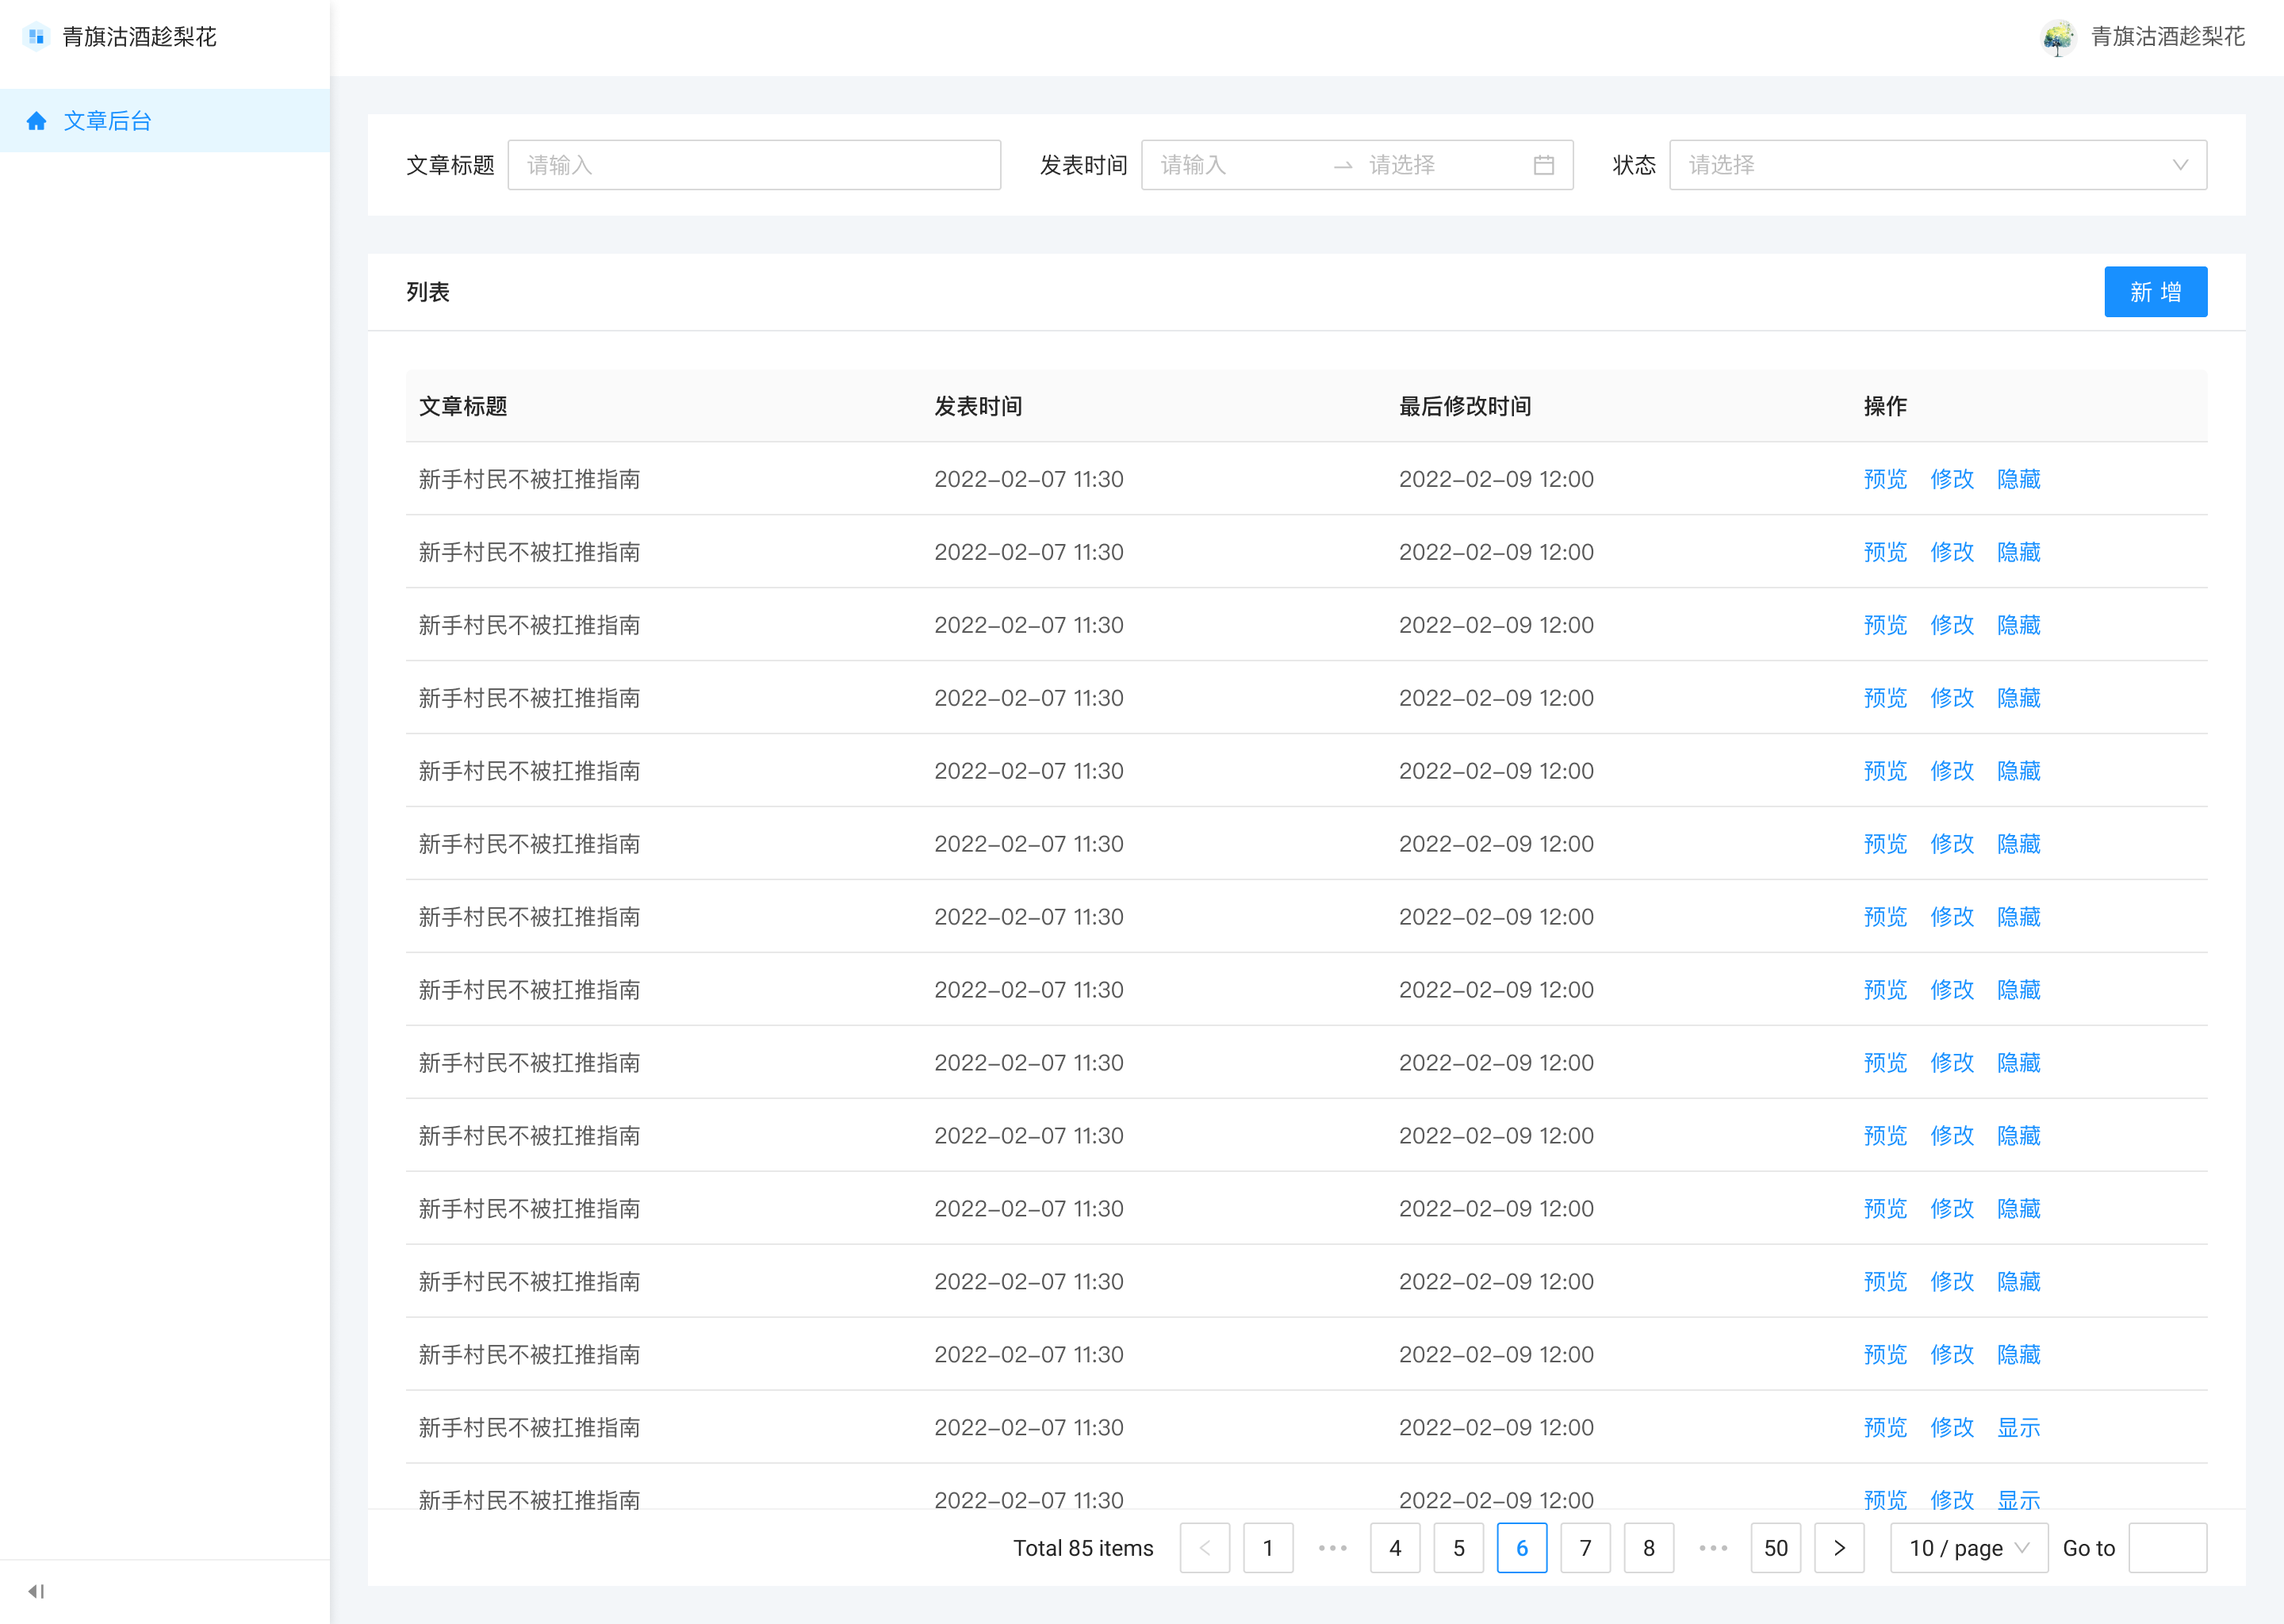 青旗沽酒趁梨花
青旗沽酒趁梨花
文章后台
文章标题 请输入 发表时间 请输入 请选择 状态 请选择
列表 新 增
文章标题 发表时间 最后修改时间 操作
新手村民不被扛推指南 2022-02-07 11:30 2022-02-09 12:00 预览 修改 隐藏
新手村民不被扛推指南 2022-02-07 11:30 2022-02-09 12:00 预览 修改 隐藏
新手村民不被扛推指南 2022-02-07 11:30 2022-02-09 12:00 预览 修改 隐藏
新手村民不被扛推指南 2022-02-07 11:30 2022-02-09 12:00 预览 修改 隐藏
新手村民不被扛推指南 2022-02-07 11:30 2022-02-09 12:00 预览 修改 隐藏
新手村民不被扛推指南 2022-02-07 11:30 2022-02-09 12:00 预览 修改 隐藏
新手村民不被扛推指南 2022-02-07 11:30 2022-02-09 12:00 预览 修改 隐藏
新手村民不被扛推指南 2022-02-07 11:30 2022-02-09 12:00 预览 修改 隐藏
新手村民不被扛推指南 2022-02-07 11:30 2022-02-09 12:00 预览 修改 隐藏
新手村民不被扛推指南 2022-02-07 11:30 2022-02-09 12:00 预览 修改 隐藏
新手村民不被扛推指南 2022-02-07 11:30 2022-02-09 12:00 预览 修改 隐藏
新手村民不被扛推指南 2022-02-07 11:30 2022-02-09 12:00 预览 修改 隐藏
新手村民不被扛推指南 2022-02-07 11:30 2022-02-09 12:00 预览 修改 隐藏
新手村民不被扛推指南 2022-02-07 11:30 2022-02-09 12:00 预览 修改 显示
新手村民不被扛推指南 2022-02-07 11:30 2022-02-09 12:00 预览 修改 显示
Total 85 items < 1 ••• 4 5 6 7 8 ••• 50 > 10 / page Go to